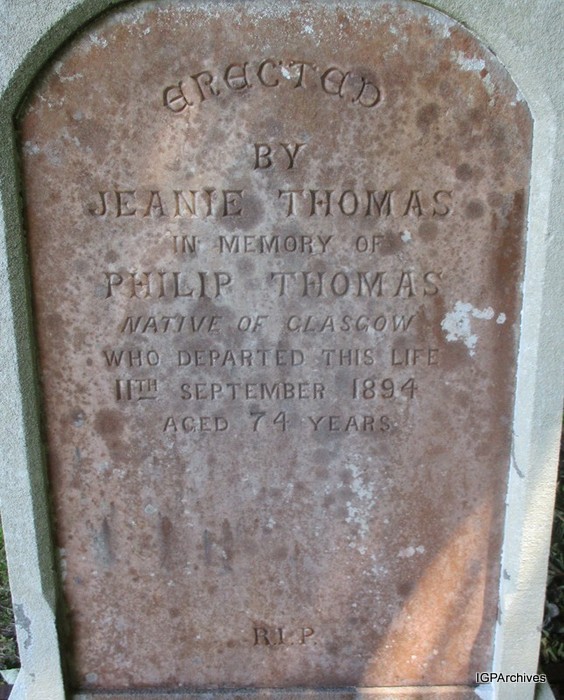 ERECTED
BY
JEANIE THOMAS
IN MEMORY OF
PHILIP THOMAS
NATIVE OF GLASGOW
WHO DEPARTED THIS LIFE
11TH SEPTEMBER 1894
AGED 74 YEARS
R.I.P.
IGPArchives